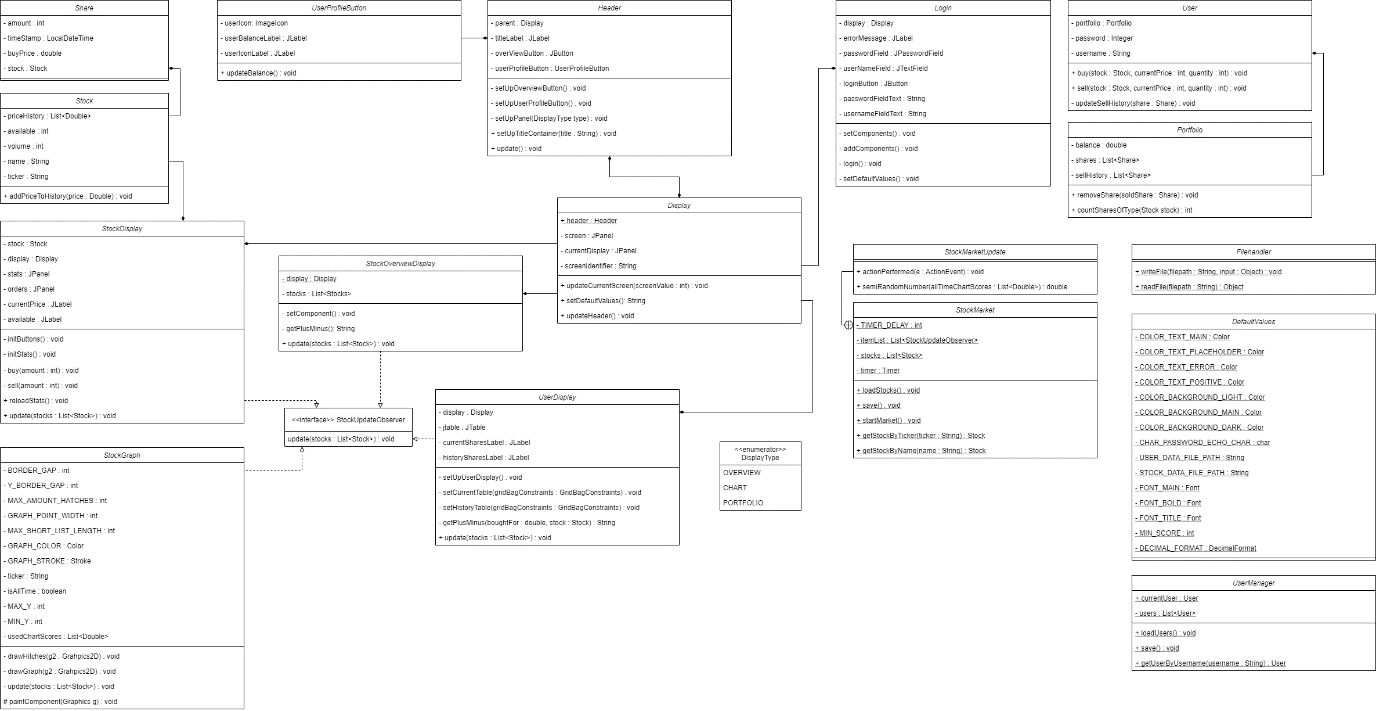 Share
- amount : int
- timeStamp : LocalDateTime
- buyPrice : double
- stock : Stock
Stock
- priceHistory : List<Double>
- available : int
- volume : int
- name : String
- ticker : String
+ addPriceToHistory(price : Double) : void
StockDisplay
- stock : Stock
- display : Display
- stats : JPanel
- orders : JPanel
- currentPrice : JLabel
- available : JLabel
- initButtons() : void
- initStats() : void
- buy(amount : int) : void
- sell(amount : int) : void
+ reloadStats() : void
+ update(stocks : List<Stock>) : void
StockGraph
- BORDER_GAP : int
- Y_BORDER_GAP : int
- MAX_AMOUNT_HATCHES : int
- GRAPH_POINT_WIDTH : int
- MAX_SHORT_LIST_LENGTH : int
- GRAPH_COLOR : Color
- GRAPH_STROKE : Stroke
- ticker : String
- isAllTime : boolean
- MAX_Y : int
- MIN_Y : int
- usedChartScores : List<Double>
- drawHitches(g2 : Grahpics2D) : void
- drawGraph(g2 : Grahpics2D) : void
- update(stocks : List<Stock>) : void
# paintComponent(Graphics g) : void
UserProfileButton
- userIcon: ImageIcon
- userBalanceLabel : JLabel
- userIconLabel : JLabel
+ updateBalance() : void
Header
- parent : Display
- titleLabel : JLabel
- overViewButton : JButton
- userProfileButton : UserProfileButton
- setUpOverviewButton() : void
- setUpUserProfileButton() : void
- setUpPanel(DisplayType type) : void
+ setUpTitleContainer(title : String) : void
+ update() : void
Display
+ header : Header
- screen : JPanel
- currentDisplay : JPanel
- screenIdentifier : String
+ updateCurrentScreen(screenValue : int) : void
+ setDefaultValues(): String
+ updateHeader() : void
StockOverviewDisplay
- display : Display
- stocks : List<Stocks>
- setComponent() : void
- getPlusMinus(): String
+ update(stocks : List<Stock>) : void
<<interface>> StockUpdateObserver
update(stocks : List<Stock>) : void
UserDisplay
- display : Display
- jtable : JTable
- currentSharesLabel : JLabel
- historySharesLabel : JLabel
- setUpUserDisplay() : void
- setCurrentTable(gridBagConstraints : GridBagConstraints) : void
- setHistoryTable(gridBagConstraints : GridBagConstraints) : void
- getPlusMinus(boughtFor : double, stock : Stock) : String
+ update(stocks : List<Stock>) : void
<<enumerator>>
DisplayType
OVERVIEW
CHART
PORTFOLIO
Login
- display : Display
- errorMessage : JLabel
- passwordField : JPasswordField
- userNameField : JTextField
- loginButton : JButton
- passwordFieldText : String
- usernameFieldText : String
- setComponents() : void
- addComponents() : void
- login() : void
- setDefaultValues() : void
StockMarketUpdate
+ actionPerformed(e : ActionEvent) : void
+ semiRandomNumber(allTimeChartScores : List<Double>) : double
StockMarket
- TIMER_DELAY : int
- itemList : List<StockUpdateObserver>
- stocks : List<Stock>
- timer : Timer
+ loadStocks() : void
+ save() : void
+ startMarket() : void
+ getStockByTicker(ticker : String) : Stock
+ getStockByName(name : String) : Stock
User
- portfolio : Portfolio
- password : Integer
- username : String
+ buy(stock : Stock, currentPrice : int, quantity : int) : void
+ sell(stock : Stock, currentPrice : int, quantity : int) : void
- updateSellHistory(share : Share) : void
Portfolio
- balance : double
- shares : List<Share>
- sellHistory : List<Share>
+ removeShare(soldShare : Share) : void
+ countSharesOfType(Stock stock) : int
Filehandler
+ writeFile(filepath : String, input : Object) : void
+ readFile(filepath : String) : Object
DefaultValues
- COLOR_TEXT_MAIN : Color
- COLOR_TEXT_PLACEHOLDER : Color
- COLOR_TEXT_ERROR : Color
- COLOR_TEXT_POSITIVE : Color
- COLOR_BACKGROUND_LIGHT : Color
- COLOR_BACKGROUND_MAIN : Color
- COLOR_BACKGROUND_DARK : Color
- CHAR_PASSWORD_ECHO_CHAR : char
- USER_DATA_FILE_PATH : String
- STOCK_DATA_FILE_PATH : String
- FONT_MAIN : Font
- FONT_BOLD : Font
- FONT_TITLE : Font
- MIN_SCORE : int
- DECIMAL_FORMAT : DecimalFormat
UserManager
+ currentUser : User
- users : List<User>
+ loadUsers() : void
+ save() : void
+ getUserByUsername(username : String) : User